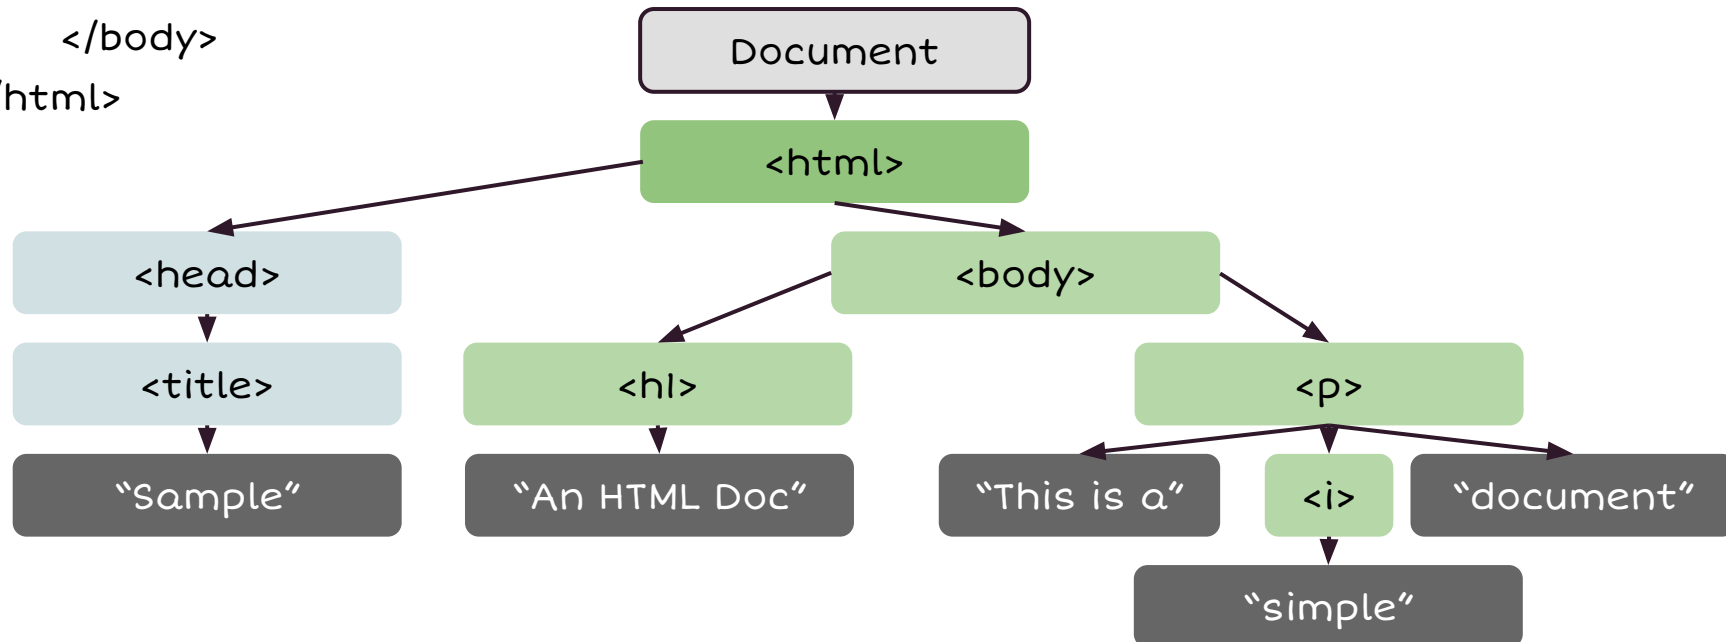 </body>
/html>
Document
<html>
<head>
<body>
<title>
<h1>
<p>
“Sample”
“An HTML Doc”
“This is a”
<i>
“document”
“simple”